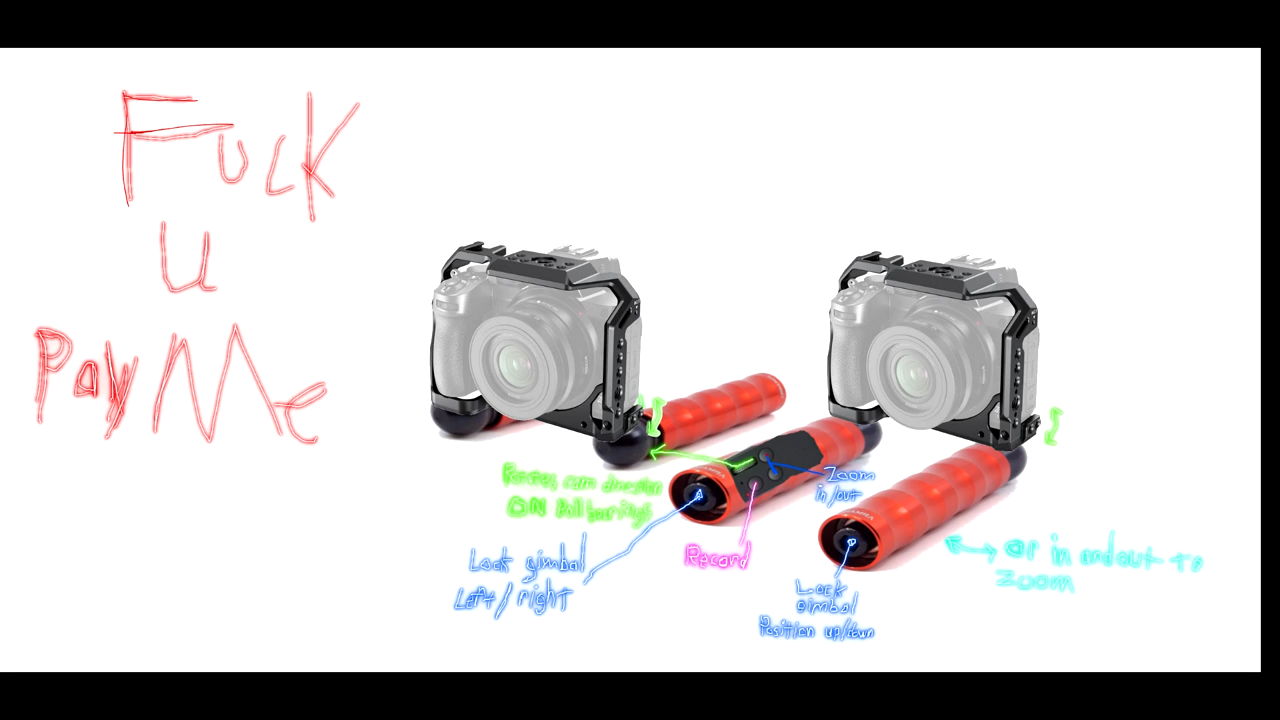 Fuck
u
Pay Me
Rotates cam direction
ON Ball barrings
Zoom
in/out
Lock gimbal
Left/right
Record
Lock
gimbal
Position up/down
or in and out to
zoom